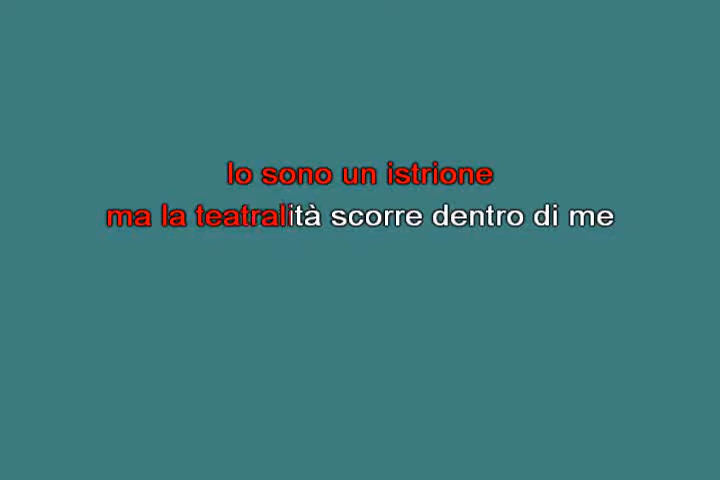 Io sono un istrione
ma la teatralità scorre dentro di me